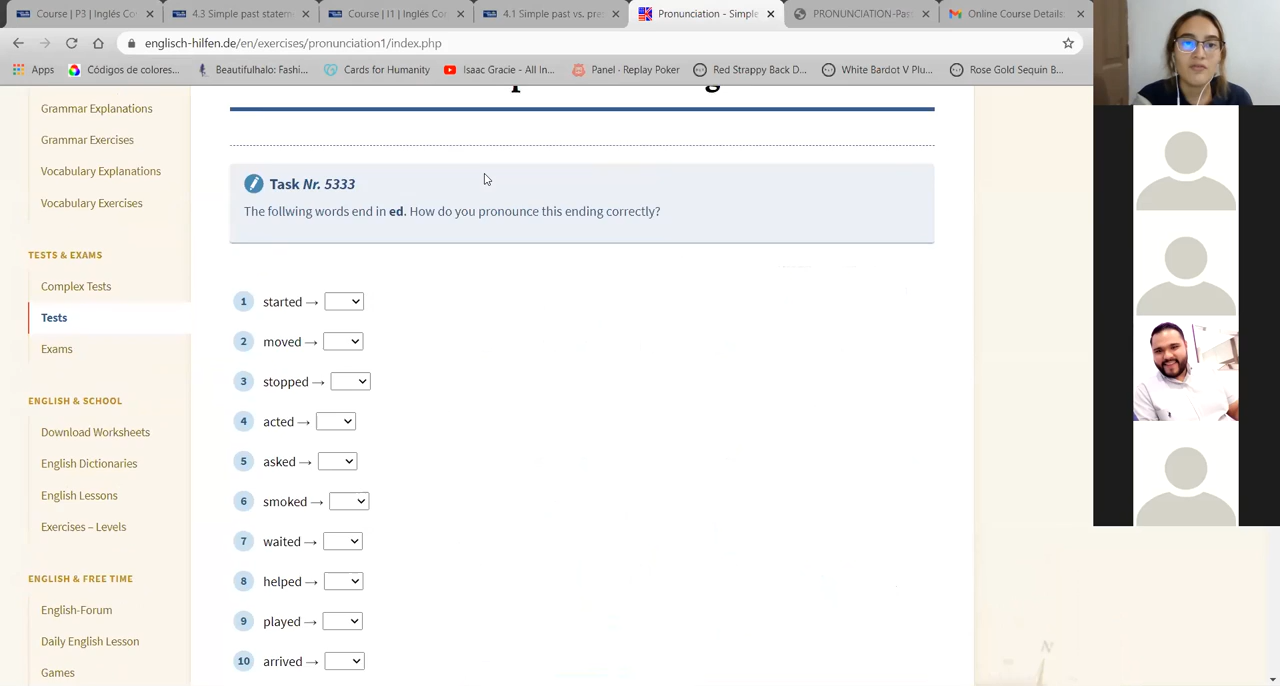 Course | P3 | Inglés Co
4.3 Simple past statem
Course | I1 | Inglés Con
4.1 Simple past vs. pre
Pronunciation - Simple
PRONUNCIATION-Pas
Online Course Details:
englisch-hilfen.de/en/exercises/pronunciation1/index.php
Apps
Códigos de colores...
Beautifulhalo: Fashi...
Cards for Humanity
Isaac Gracie - All In...
Panel · Replay Poker
Red Strappy Back D...
White Bardot V Plu...
Rose Gold Sequin B...
Grammar Explanations
Grammar Exercises
Vocabulary Explanations
Vocabulary Exercises
TESTS & EXAMS
Complex Tests
Tests
Exams
ENGLISH & SCHOOL
Download Worksheets
English Dictionaries
English Lessons
Exercises – Levels
ENGLISH & FREE TIME
English-Forum
Daily English Lesson
Games
Task Nr. 5333
The follwing words end in ed. How do you pronounce this ending correctly?
1 started →
2 moved →
3 stopped →
4 acted →
5 asked →
6 smoked →
7 waited →
8 helped →
9 played →
10 arrived →